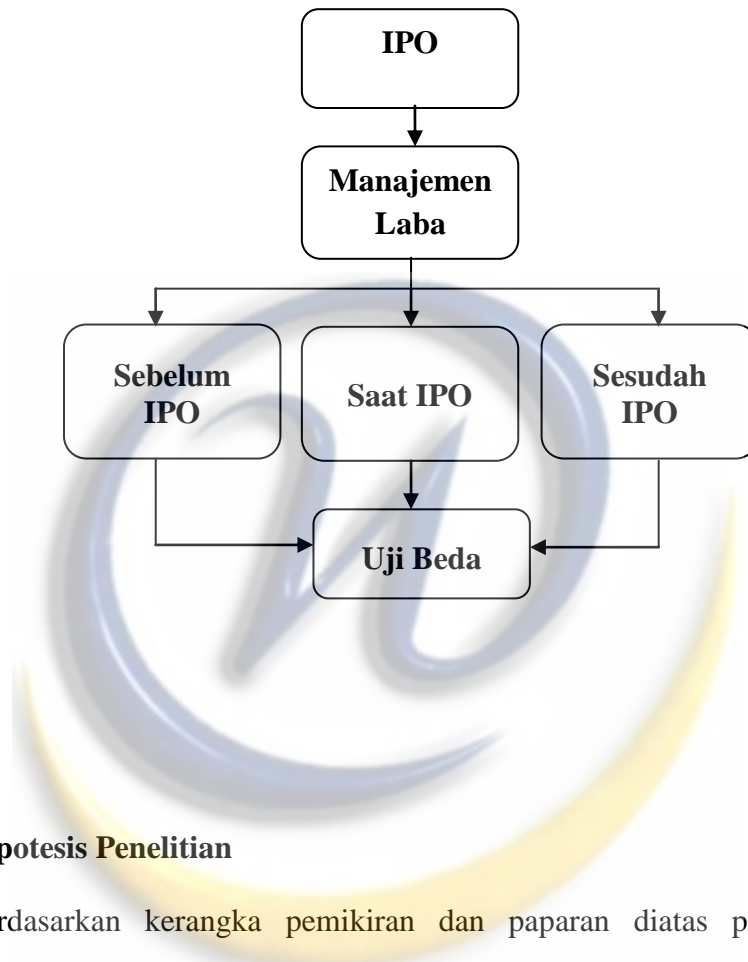 IPO
Manajemen
Laba
Sebelum
IPO
Saat IPO
Sesudah
IPO
Uji Beda
potesis Penelitian
rdasarkan kerangka pemikiran dan paparan diatas p